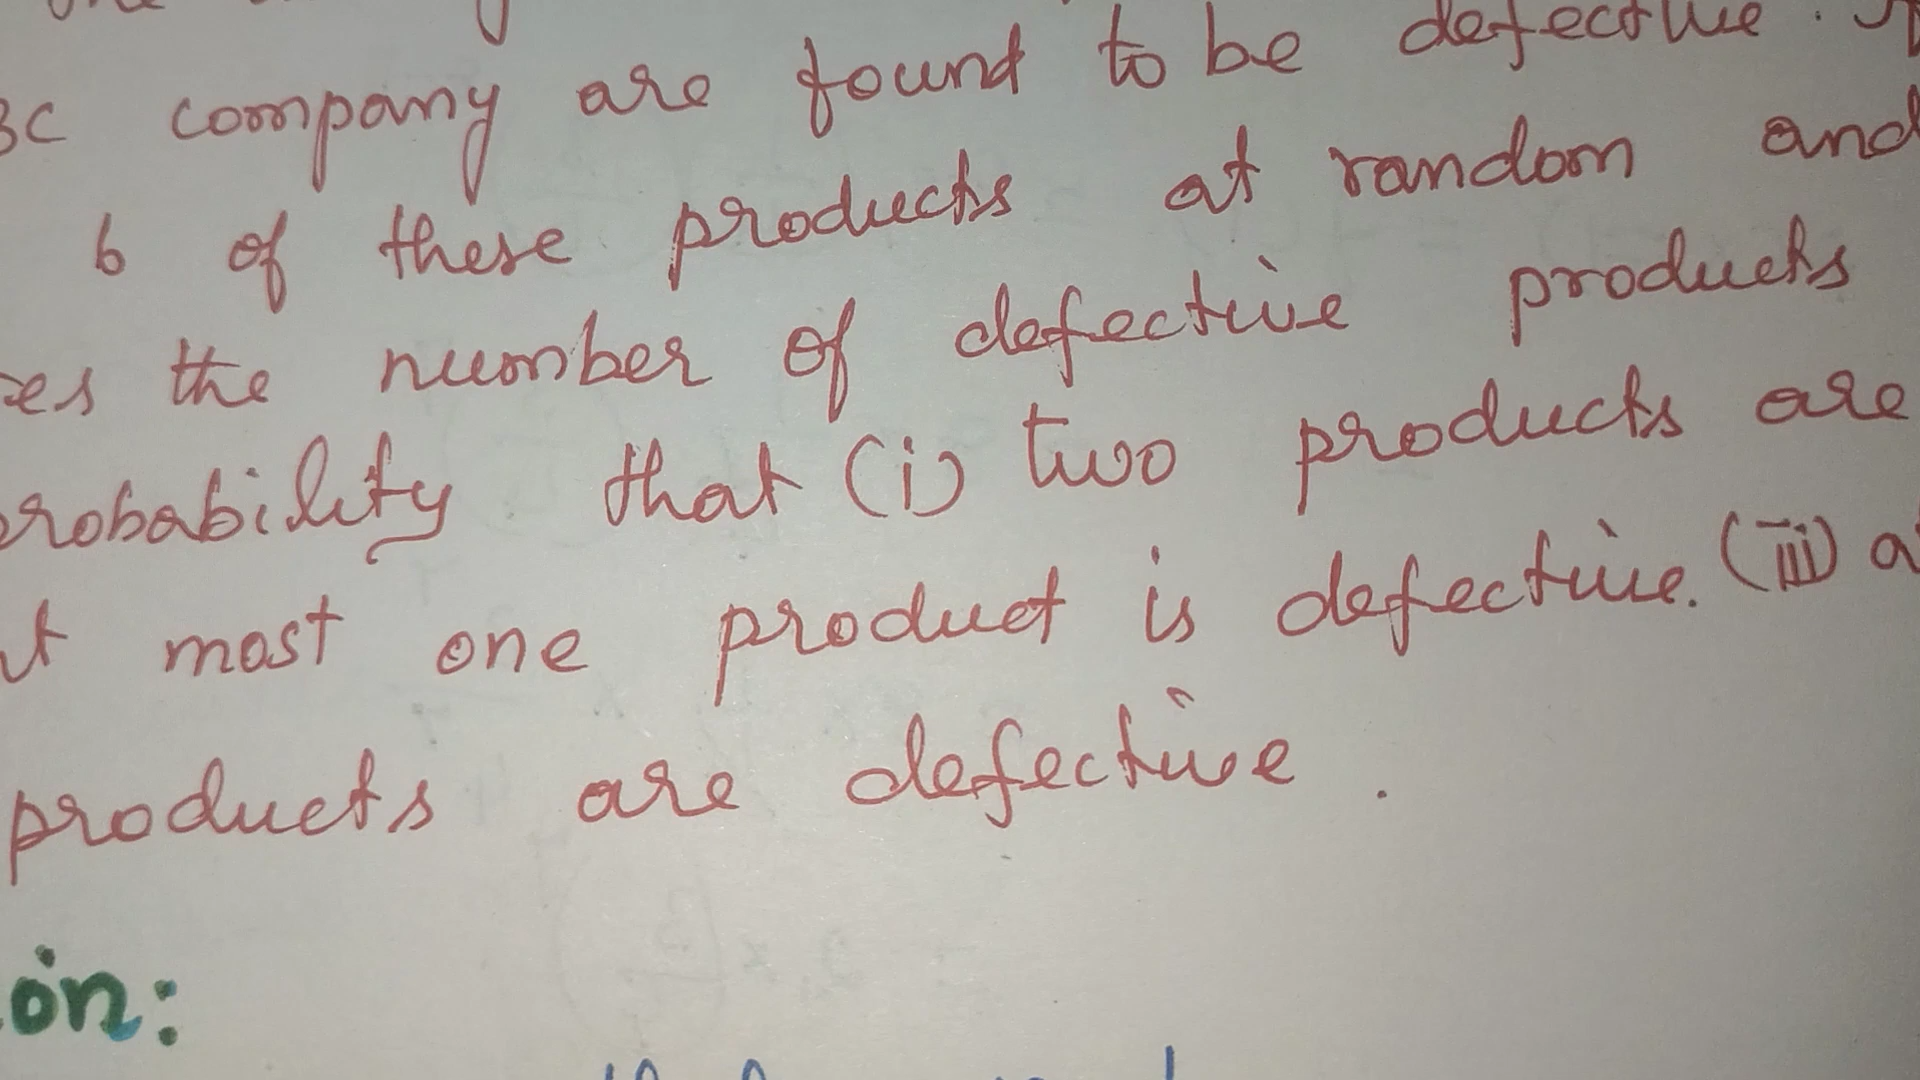 company are found to be defective.
6 of these products at random and
the number of defective products
probability that (i) two products are
most one product is defective. (iii)
products are defective.
on: